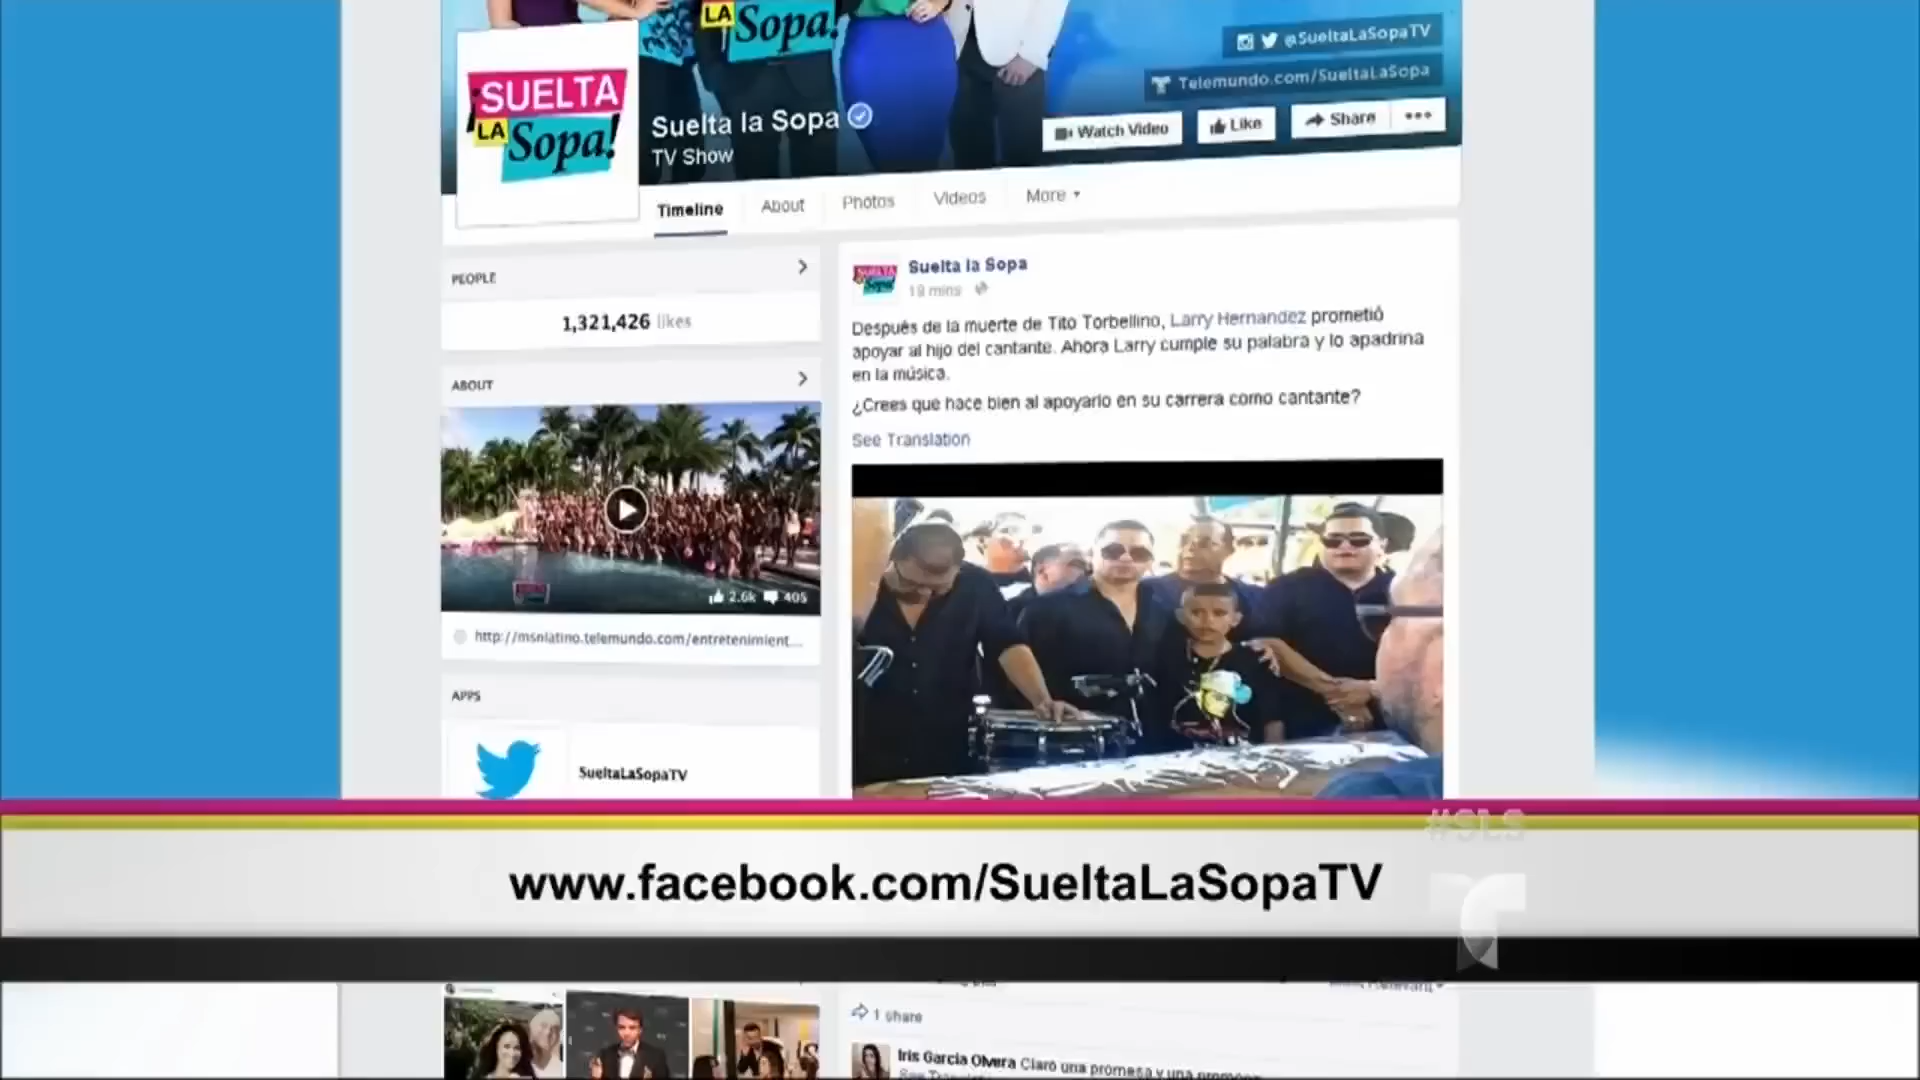 LA
Sopa!
@SueltaLaSopaTV
Telemundo.com/SueltaLaSopa
¡SUELTA
LA Sopa!
Suelta la Sopa
TV Show
Watch Video
Like
Share
Timeline
About
Photos
Videos
More
PEOPLE
1,321,426 likes
ABOUT
2.6k
405
http://msnlatino.telemundo.com/entretenimient...
APPS
SueltaLaSopaTV
SUELTA
Sopa!
Suelta la Sopa
19 mins
Después de la muerte de Tito Torbellino, Larry Hernandez prometió
apoyar al hijo del cantante. Ahora Larry cumple su palabra y lo apadrina
en la música.
¿Crees que hace bien al apoyarlo en su carrera como cantante?
See Translation
#SLS
www.facebook.com/SueltaLaSopaTV
1 share
Iris Garcia Olvera Claro una promesa y una